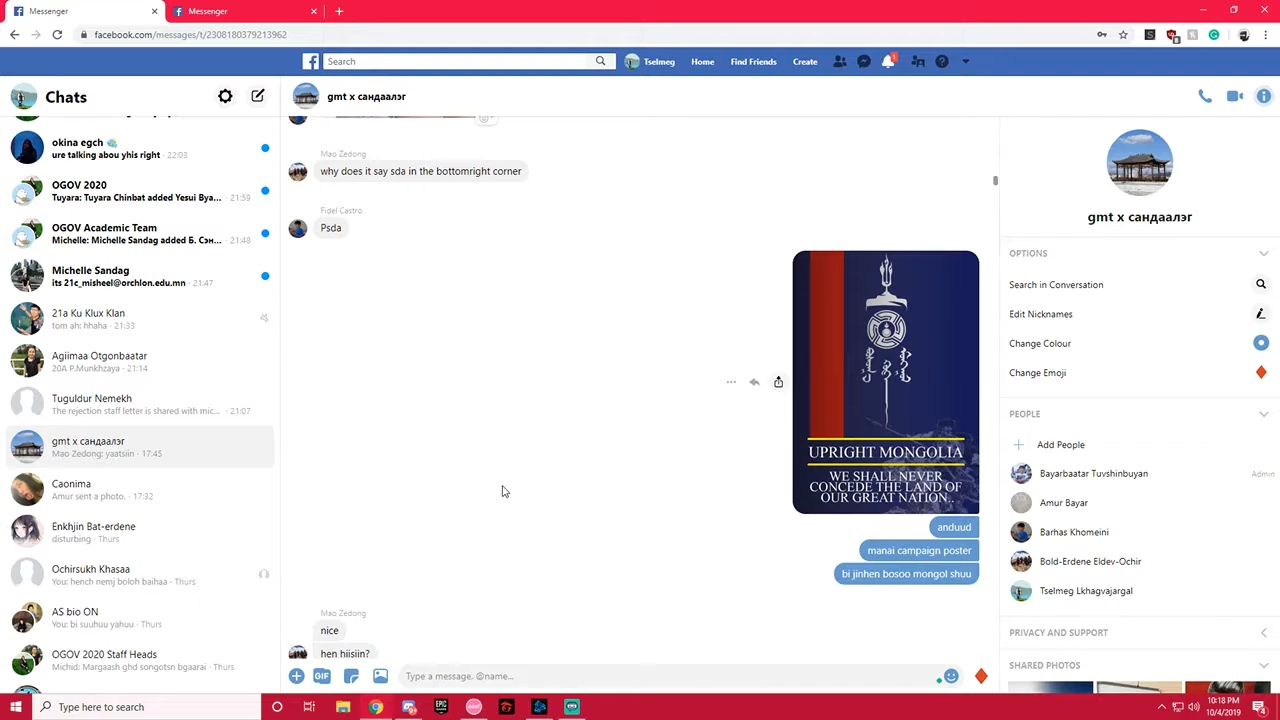 Messenger
Messenger
facebook.com/messages/t/2308180379213962
Search
Tselmeg
Home
Find Friends
Create
Chats
gmt x сандаалэг
okina egch
ure talking abou yhis right · 22:03
OGOV 2020
Tuyara: Tuyara Chinbat added Yesui Bya... · 21:59
OGOV Academic Team
Michelle: Michelle Sandag added Б. Сэн... · 21:48
Michelle Sandag
its 21c_misheel@orchlon.edu.mn · 21:47
21a Ku Klux Klan
tom ah: hhaha · 21:33
Agiimaa Otgonbaatar
20A P.Munkhzaya · 21:14
Tuguldur Nemekh
The rejection staff letter is shared with mic... · 21:07
gmt x сандаалэг
Mao Zedong: yaatsiin · 17:45
Caonima
Amur sent a photo. · 17:32
Enkhjin Bat-erdene
disturbing · Thurs
Ochirsukh Khasaa
You: hench nemj boloh baihaa · Thurs
AS bio ON
You: bi suuhuu yahuu · Thurs
OGOV 2020 Staff Heads
Michid: Margaash ghd songotsn bgaarai · Thurs
Mao Zedong
why does it say sda in the bottomright corner
Fidel Castro
Psda
UPRIGHT MONGOLIA
WE SHALL NEVER
CONCEDE THE LAND OF
OUR GREAT NATION..
anduud
manai campaign poster
bi jinhen bosoo mongol shuu
Mao Zedong
nice
hen hiisiin?
GIF
Type a message, @name...
gmt x сандаалэг
OPTIONS
Search in Conversation
Edit Nicknames
Change Colour
Change Emoji
PEOPLE
Add People
Bayarbaatar Tuvshinbuyan
Admin
Amur Bayar
Barhas Khomeini
Bold-Erdene Eldev-Ochir
Tselmeg Lkhagvajargal
PRIVACY AND SUPPORT
SHARED PHOTOS
Type here to search
10:18 PM
10/4/2019